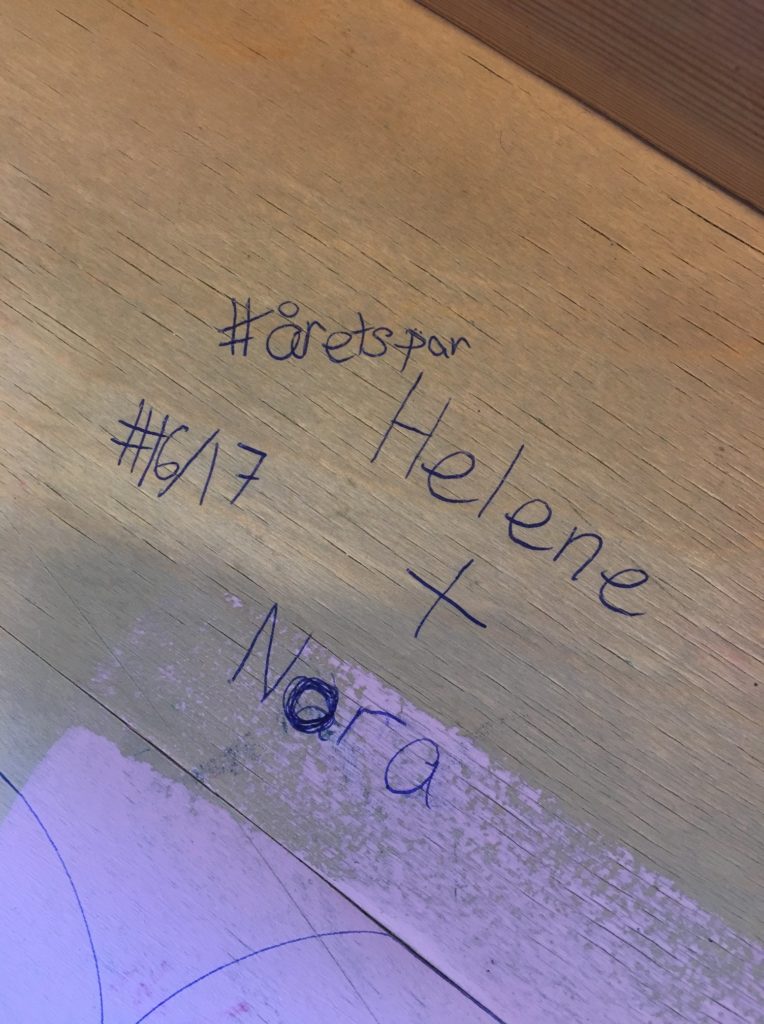 #åretspar
#16/17
Helene
+
Nora